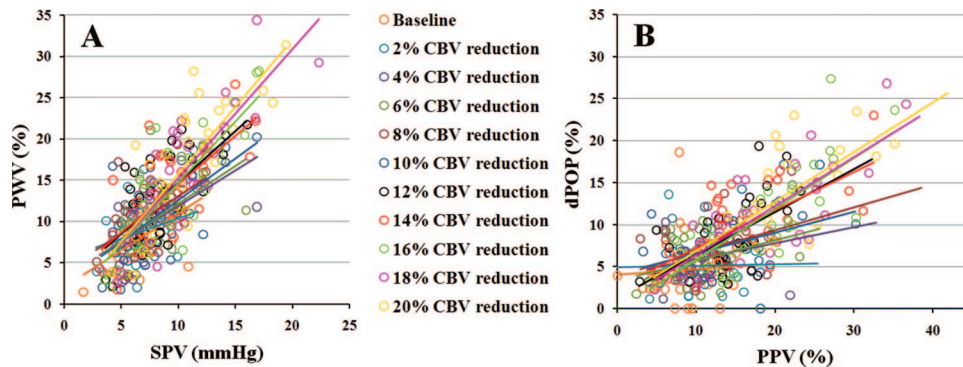 A
PWV (%)
35
30
25
20
15
10
5
0
0 5 10 15 20 25
SPV (mmHg)
Baseline
2% CBV reduction
4% CBV reduction
6% CBV reduction
8% CBV reduction
10% CBV reduction
12% CBV reduction
14% CBV reduction
16% CBV reduction
18% CBV reduction
20% CBV reduction
B
dPOP (%)
35
30
25
20
15
10
5
0
0 10 20 30 40
PPV (%)